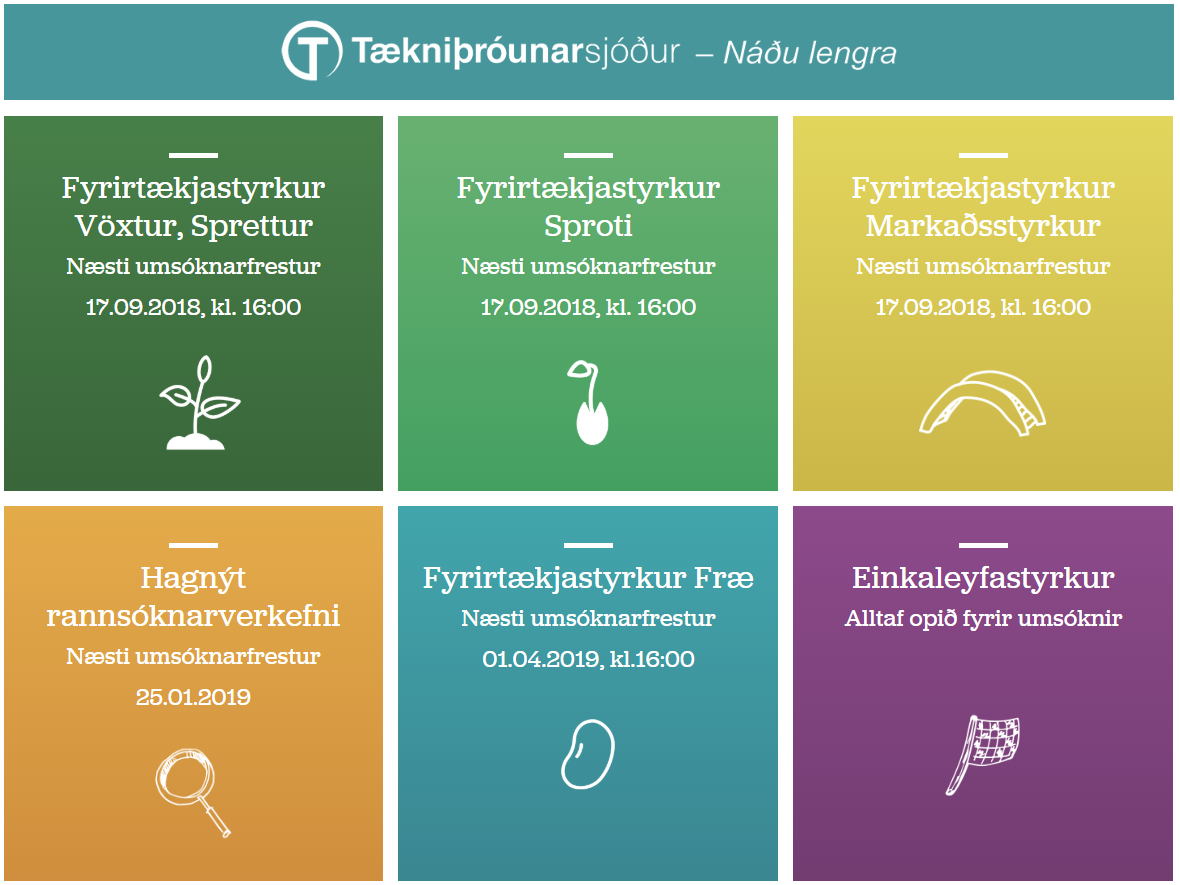 T Tækniþróunarsjóður – Náðu lengra
Fyrirtækjastyrkur
Vöxtur, Sprettur
Næsti umsóknarfrestur
17.09.2018, kl. 16:00
Fyrirtækjastyrkur
Sproti
Næsti umsóknarfrestur
17.09.2018, kl. 16:00
Fyrirtækjastyrkur
Markaðsstyrkur
Næsti umsóknarfrestur
17.09.2018, kl. 16:00
Hagnýt
rannsóknarverkefni
Næsti umsóknarfrestur
25.01.2019
Fyrirtækjastyrkur Fræ
Næsti umsóknarfrestur
01.04.2019, kl.16:00
Einkaleyfastyrkur
Alltaf opið fyrir umsóknir